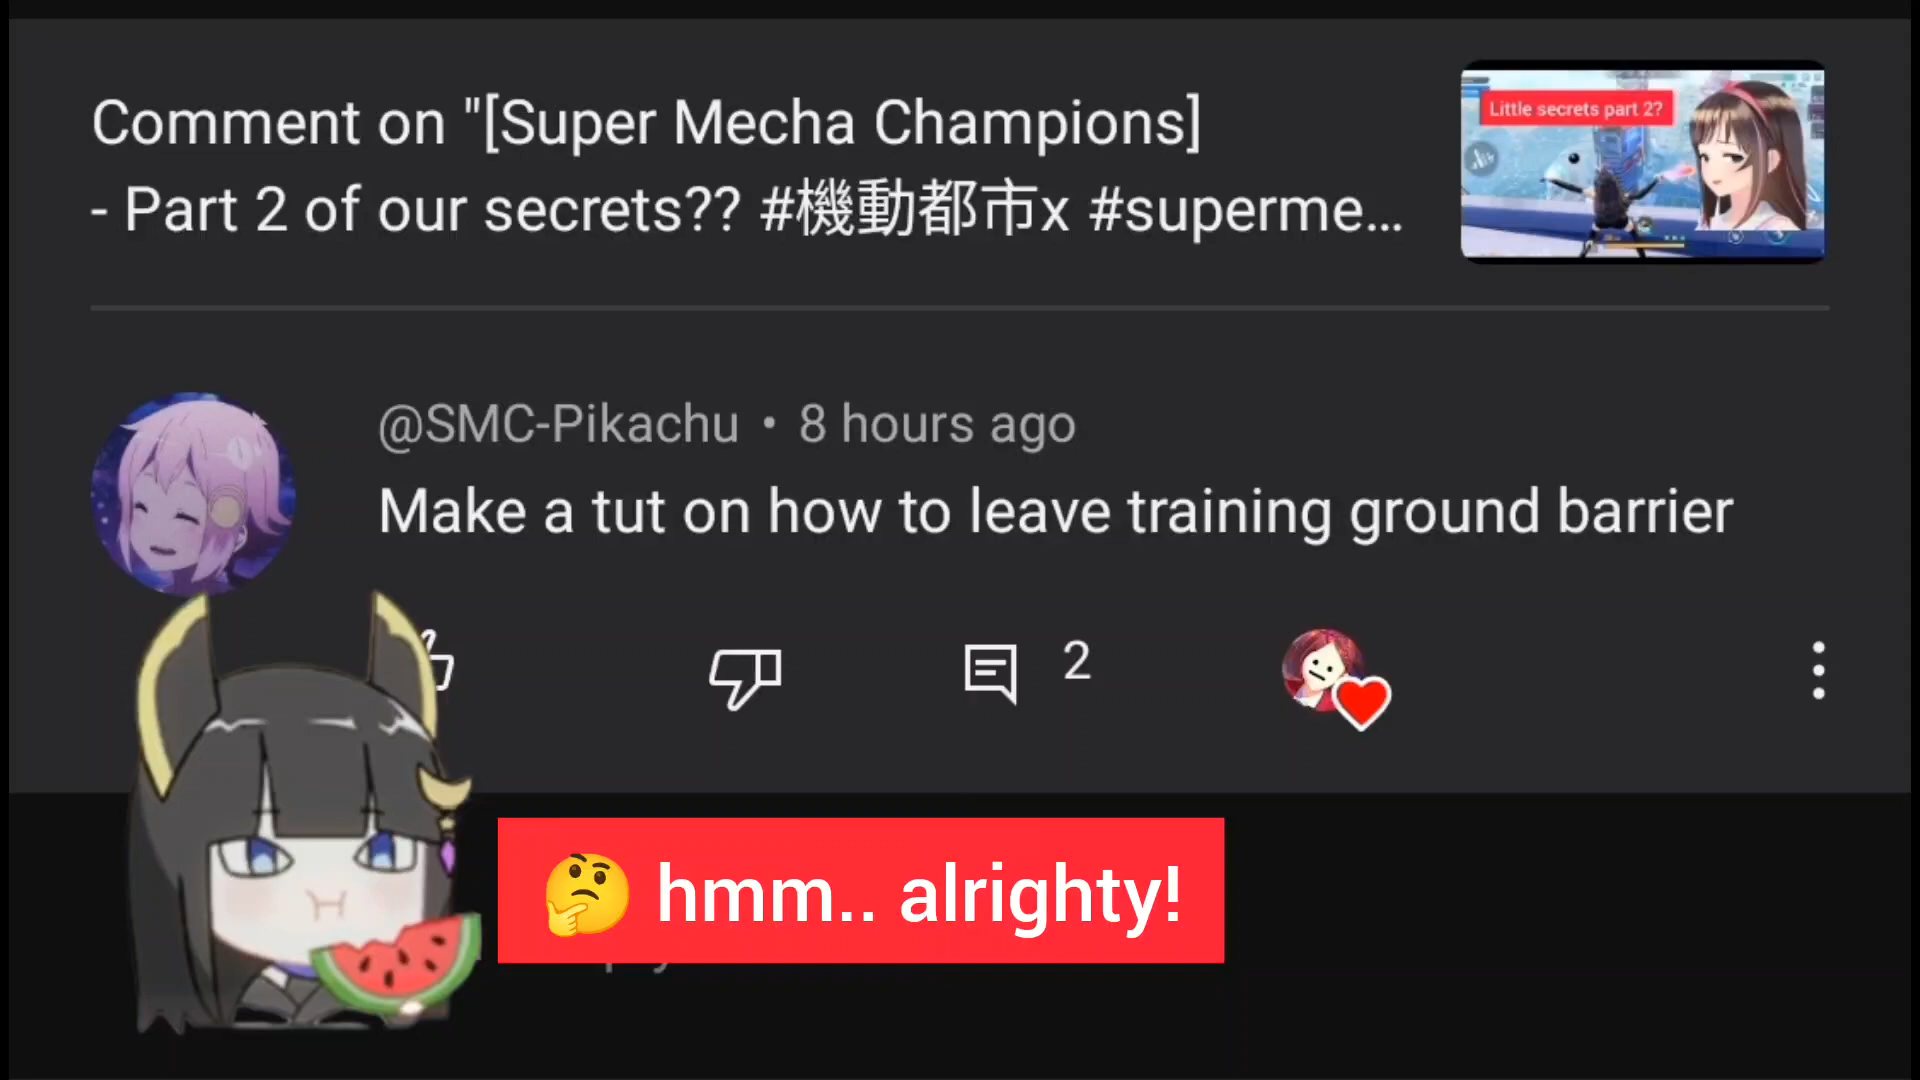 Comment on "[Super Mecha Champions]
- Part 2 of our secrets?? #機動都市x #superme...
Little secrets part 2?
@SMC-Pikachu • 8 hours ago
Make a tut on how to leave training ground barrier
2
🤔 hmm.. alrighty!